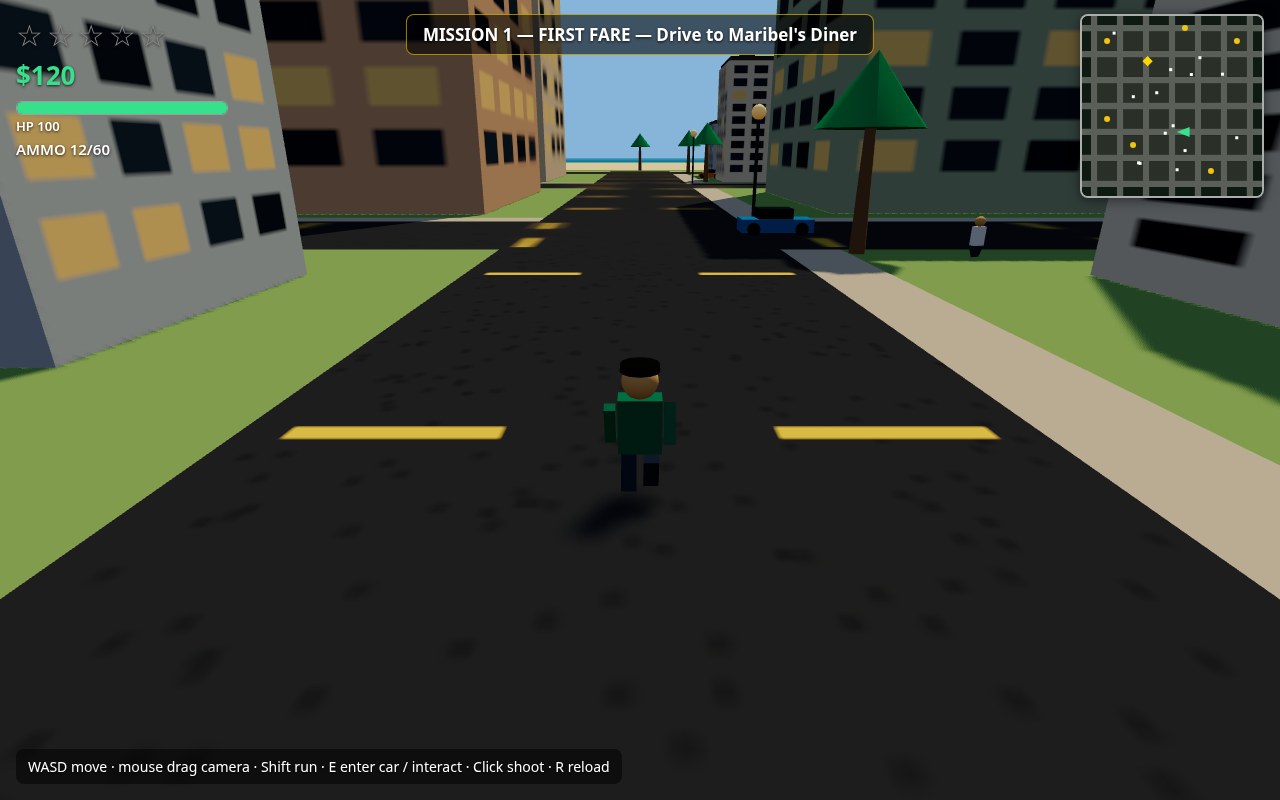 MISSION 1 — FIRST FARE — Drive to Maribel's Diner
☆ ☆ ☆ ☆ ☆
$120
HP 100
AMMO 12/60
WASD move · mouse drag camera · Shift run · E enter car / interact · Click shoot · R reload